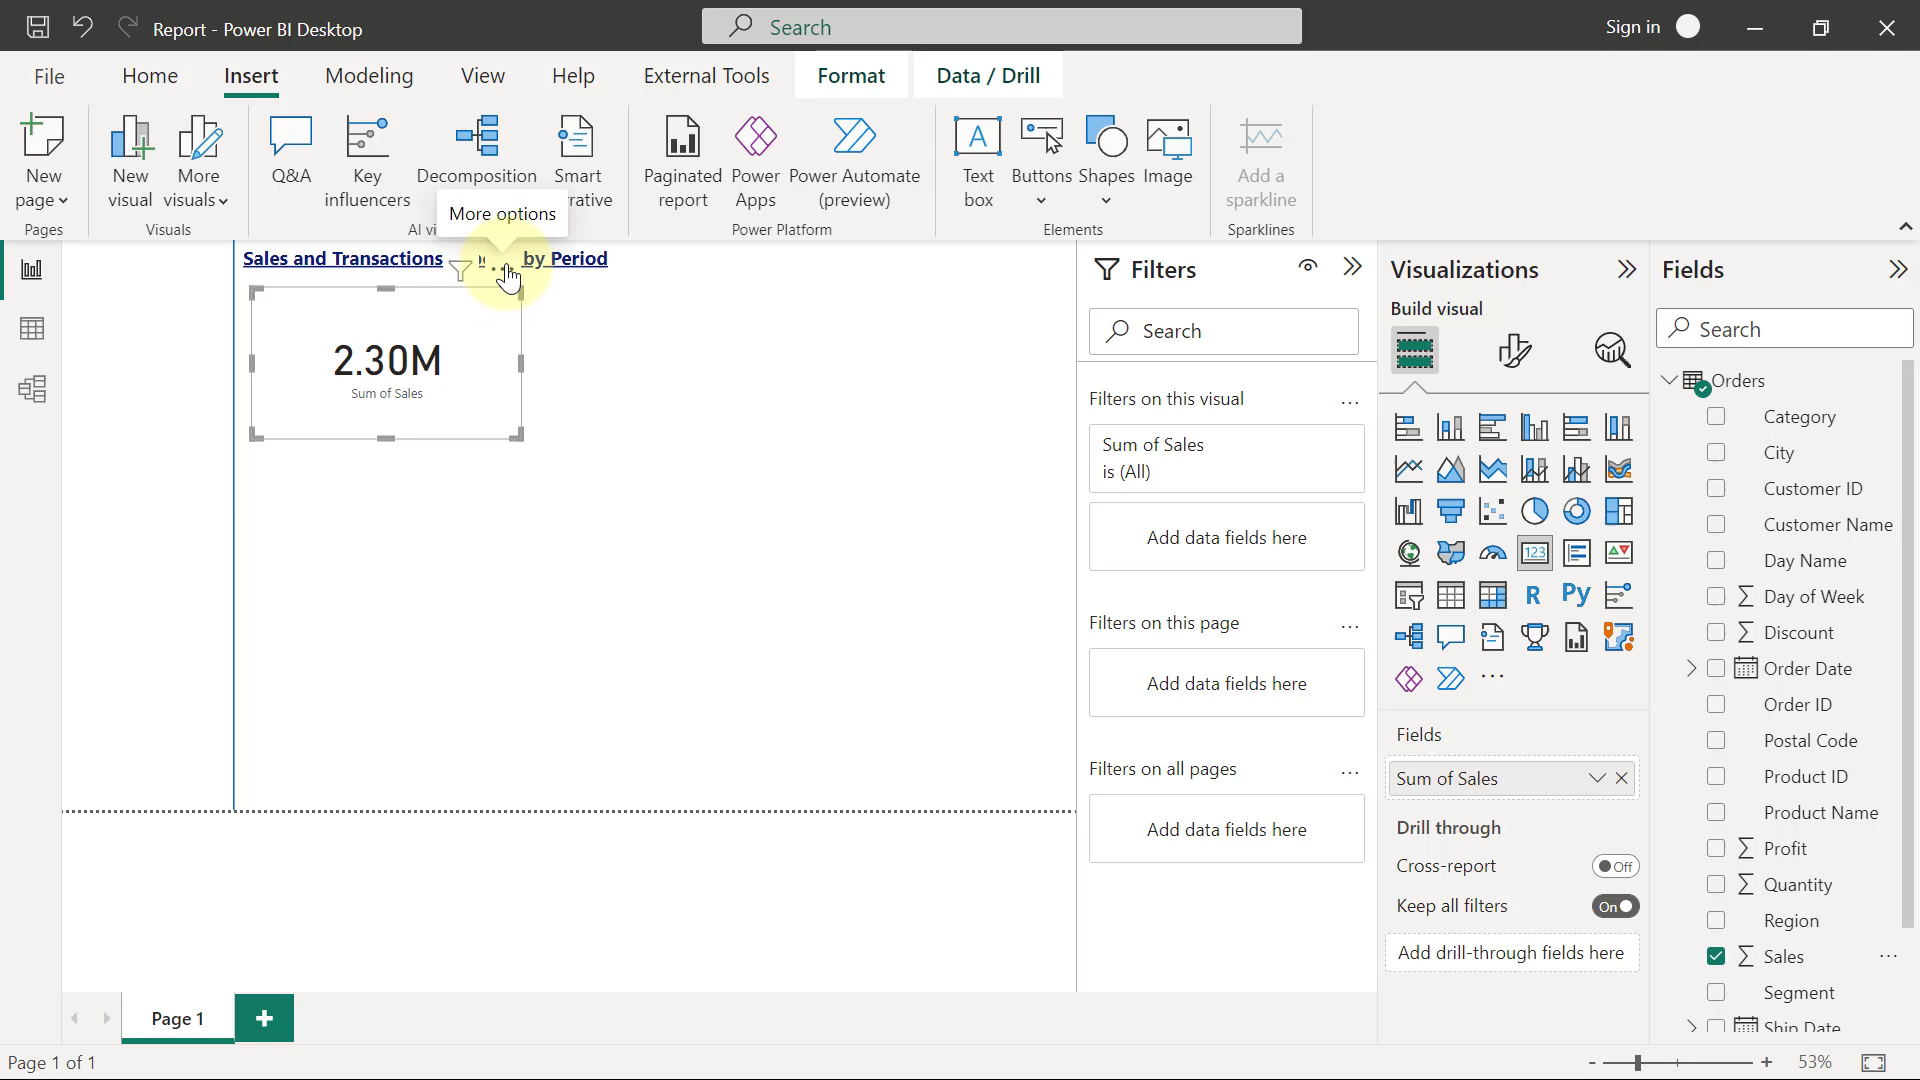 Report - Power BI Desktop
Search
Sign in
File
Home
Insert
Modeling
View
Help
External Tools
Format
Data / Drill
New page
Pages
New visual
More visuals
Visuals
Q&A
Key influencers
Decomposition
Smart
rative
AI vi
More options
Paginated report
Power Apps
Power Automate (preview)
Power Platform
A
Text box
Buttons
Shapes
Image
Elements
Add a sparkline
Sparklines
Sales and Transactions
by Period
2.30M
Sum of Sales
Filters
Search
Filters on this visual
Sum of Sales
is (All)
Add data fields here
Filters on this page
Add data fields here
Filters on all pages
Add data fields here
Visualizations
Build visual
123
R
Py
Fields
Sum of Sales
Drill through
Cross-report
Off
Keep all filters
On
Add drill-through fields here
Fields
Search
Orders
Category
City
Customer ID
Customer Name
Day Name
Day of Week
Discount
Order Date
Order ID
Postal Code
Product ID
Product Name
Profit
Quantity
Region
Sales
Segment
Ship Date
Page 1
Page 1 of 1
53%